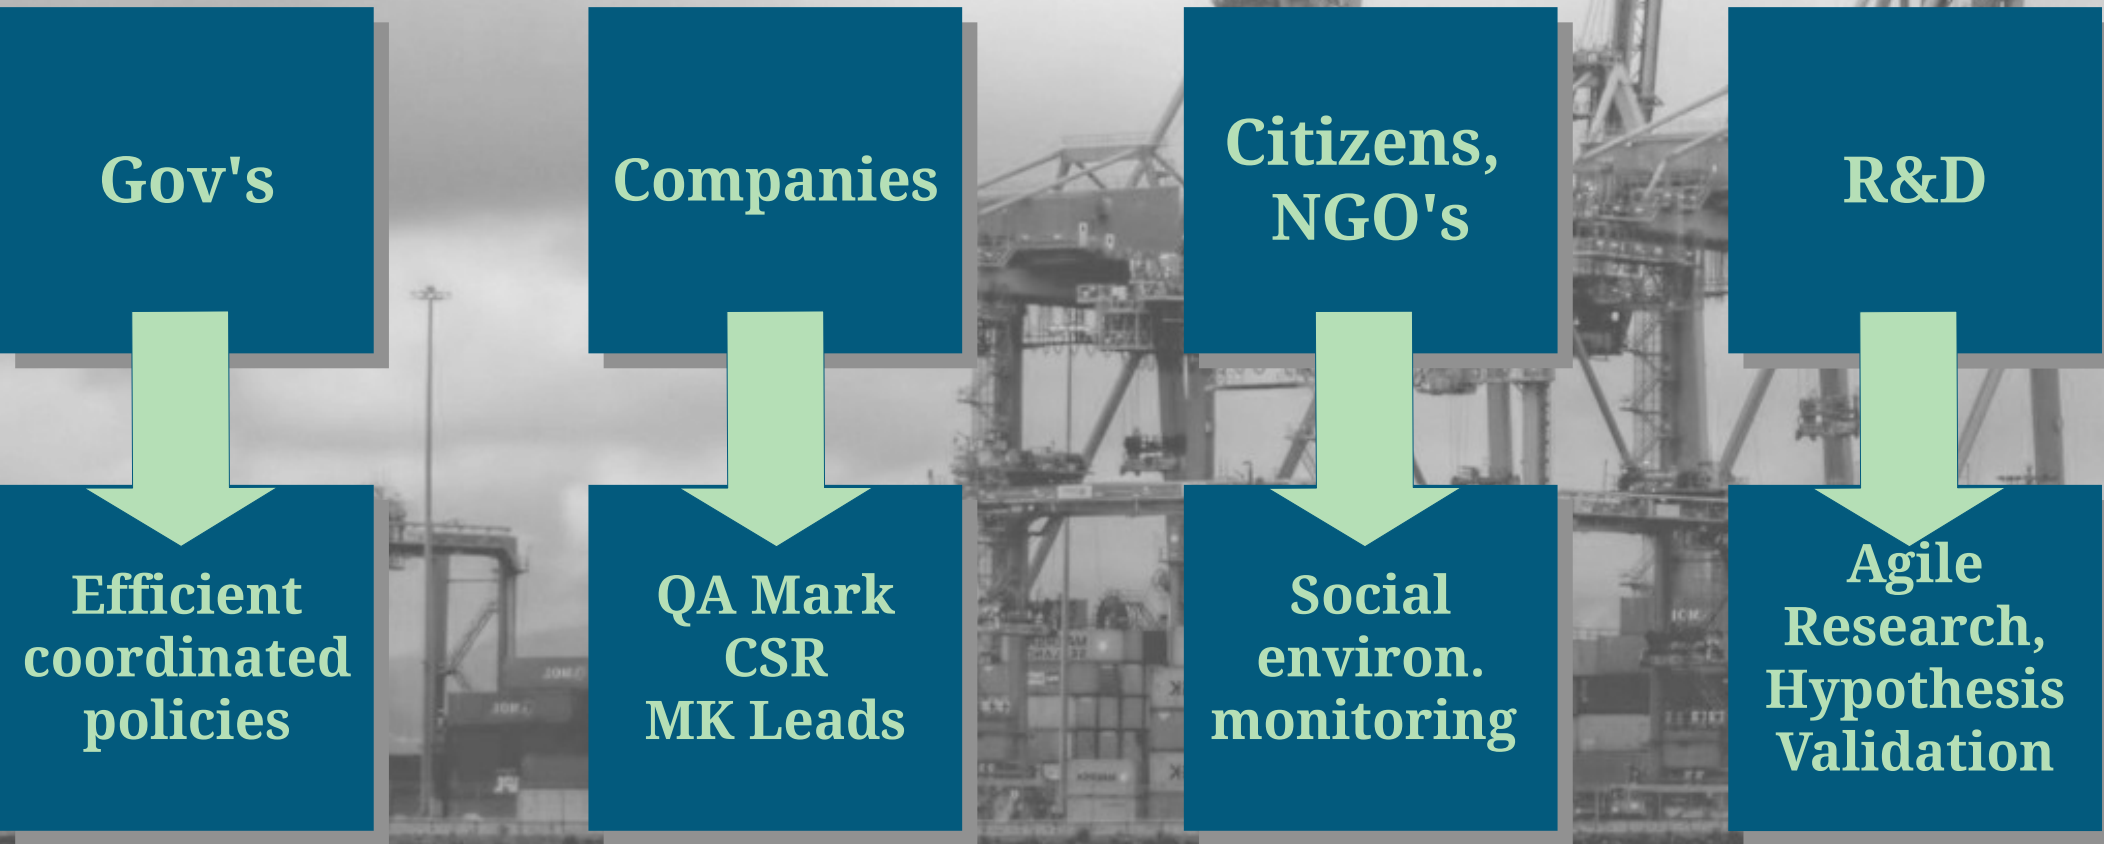 Gov's
Companies
Citizens,
NGO's
R&D
Efficient
coordinated
policies
QA Mark
CSR
MK Leads
Social
environ.
monitoring
Agile
Research,
Hypothesis
Validation